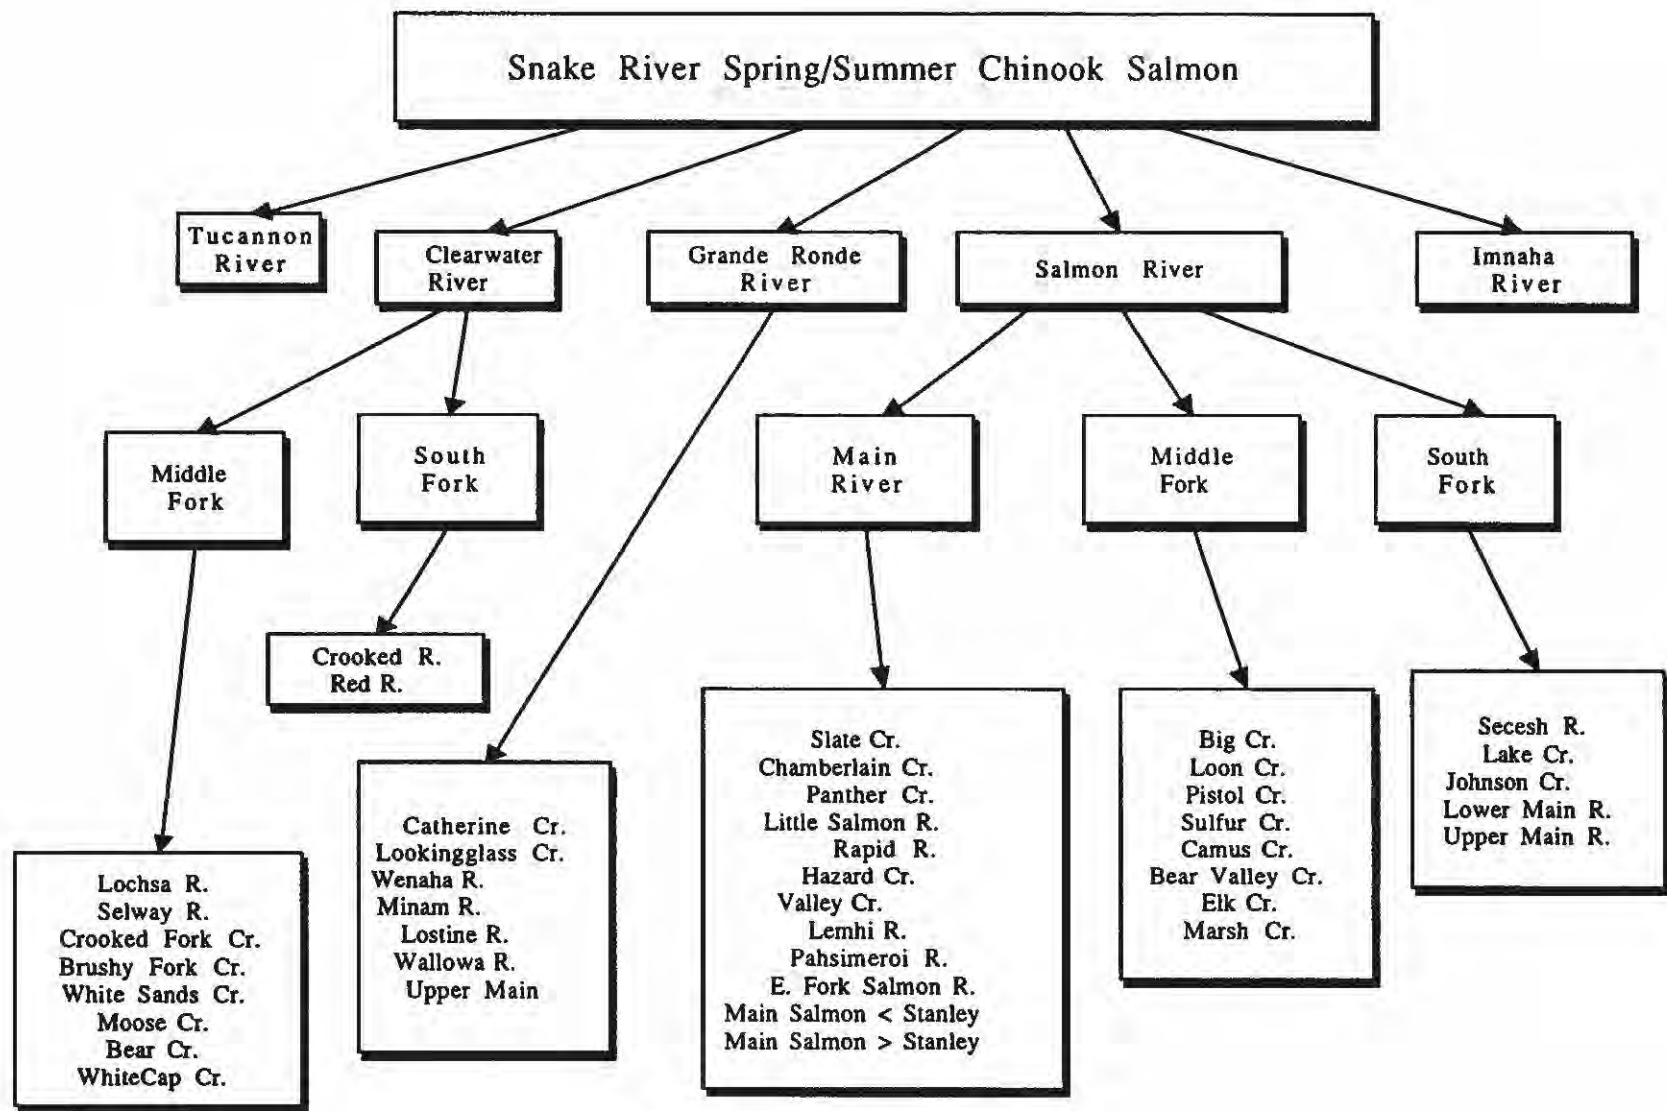 Snake River Spring/Summer Chinook Salmon
Tucannon
River
Clearwater
River
Grande Ronde
River
Salmon River
Imnaha
River
Middle
Fork
South
Fork
Main
River
Middle
Fork
South
Fork
Crooked R.
Red R.
Lochsa R.
Selway R.
Crooked Fork Cr.
Brushy Fork Cr.
White Sands Cr.
Moose Cr.
Bear Cr.
WhiteCap Cr.
Catherine Cr.
Lookingglass Cr.
Wenaha R.
Minam R.
Lostine R.
Wallowa R.
Upper Main
Slate Cr.
Chamberlain Cr.
Panther Cr.
Little Salmon R.
Rapid R.
Hazard Cr.
Valley Cr.
Lemhi R.
Pahsimeroi R.
E. Fork Salmon R.
Main Salmon < Stanley
Main Salmon > Stanley
Big Cr.
Loon Cr.
Pistol Cr.
Sulfur Cr.
Camus Cr.
Bear Valley Cr.
Elk Cr.
Marsh Cr.
Secesh R.
Lake Cr.
Johnson Cr.
Lower Main R.
Upper Main R.